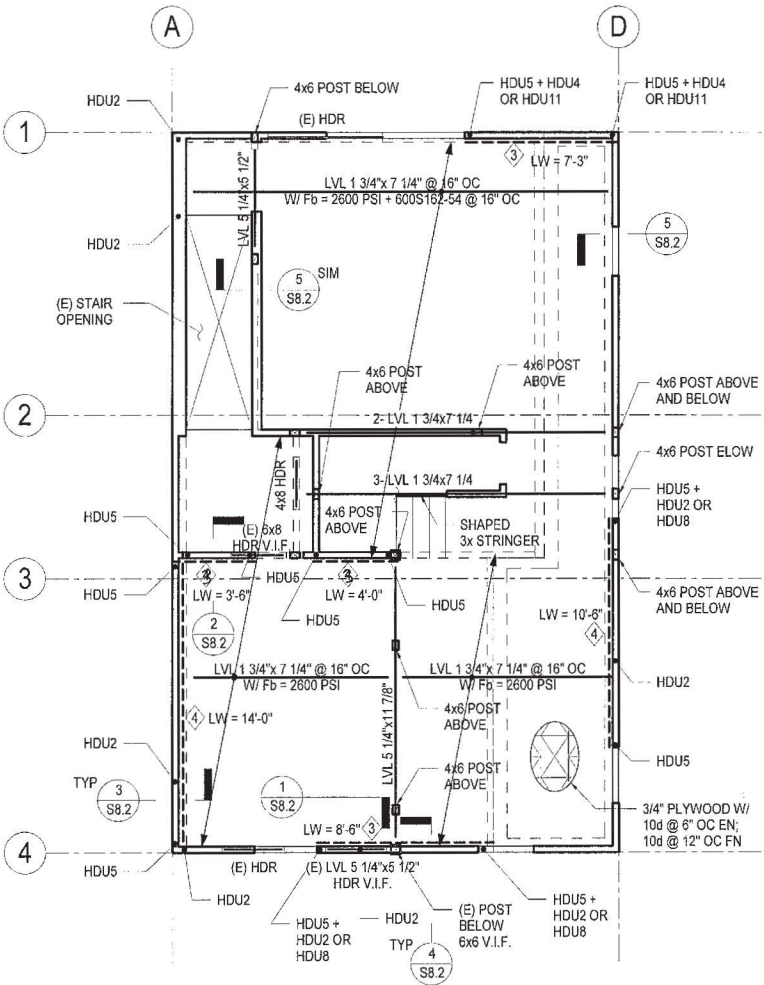 A
D
HDU2
4x6 POST BELOW
(E) HDR
HDU5 + HDU4
OR HDU11
HDU5 + HDU4
OR HDU11
1
3
LW = 7'-3"
LVL 5 1/4"x5 1/2"
LVL 1 3/4"x 7 1/4" @ 16" OC
W/ Fb = 2600 PSI + 600S162-54 @ 16" OC
HDU2
5
S8.2
5
S8.2
SIM
(E) STAIR
OPENING
4x6 POST
ABOVE
4x6 POST
ABOVE
4x6 POST ABOVE
AND BELOW
2
2- LVL 1 3/4x7 1/4
4x6 POST ELOW
4x8 HDR
3- LVL 1 3/4x7 1/4
HDU5 +
HDU2 OR
HDU8
HDU5
(E) 6x8
HDR V.I.F.
4x6 POST
ABOVE
SHAPED
3x STRINGER
3
HDU5
HDU5
3
HDU5
4x6 POST ABOVE
AND BELOW
LW = 3'-6"
LW = 4'-0"
HDU5
LW = 10'-6"
4
2
S8.2
LVL 1 3/4"x 7 1/4" @ 16" OC
W/ Fb = 2600 PSI
LVL 1 3/4"x 7 1/4" @ 16" OC
W/ Fb = 2600 PSI
HDU2
4
LW = 14'-0"
LVL 5 1/4"x11 7/8"
4x6 POST
ABOVE
HDU2
HDU5
TYP
3
S8.2
1
S8.2
4x6 POST
ABOVE
3/4" PLYWOOD W/
10d @ 6" OC EN;
10d @ 12" OC FN
LW = 8'-6"
3
4
HDU5
(E) HDR
(E) LVL 5 1/4"x5 1/2"
HDR V.I.F.
HDU2
HDU5 +
HDU2 OR
HDU8
HDU2
TYP
4
S8.2
(E) POST
BELOW
6x6 V.I.F.
HDU5 +
HDU2 OR
HDU8